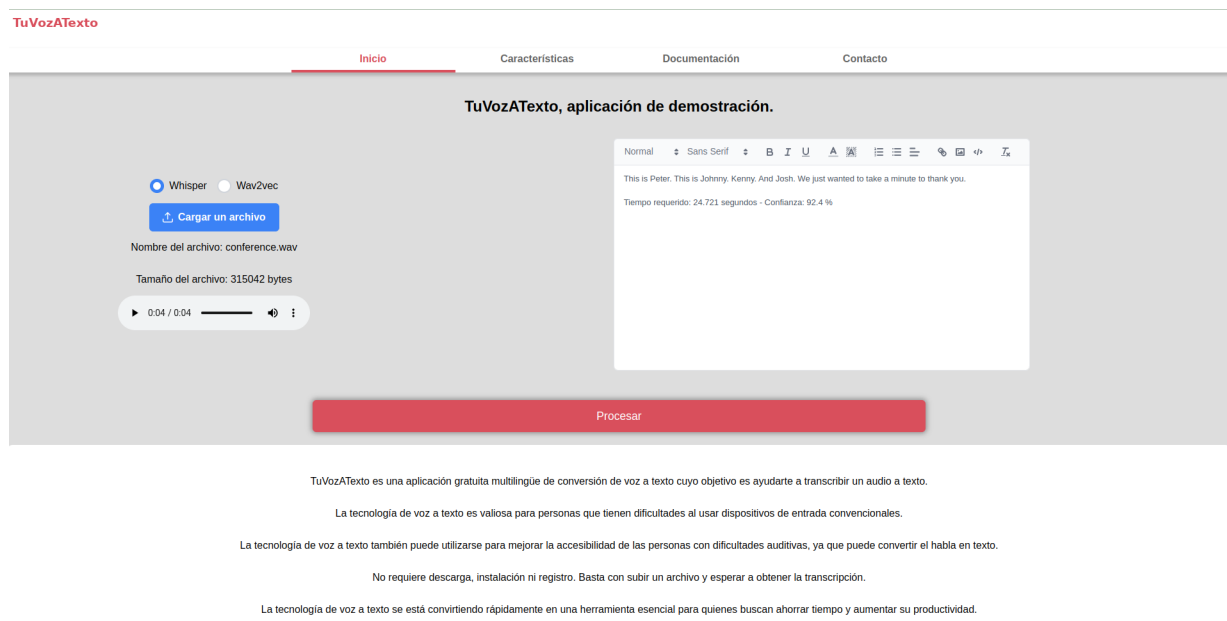 TuVozATexto
Inicio
Características
Documentación
Contacto
TuVozATexto, aplicación de demostración.
Whisper
Wav2vec
Cargar un archivo
Nombre del archivo: conference.wav
Tamaño del archivo: 315042 bytes
0:04 / 0:04
Normal
Sans Serif
This is Peter. This is Johnny. Kenny. And Josh. We just wanted to take a minute to thank you.
Tiempo requerido: 24.721 segundos - Confianza: 92.4 %
Procesar
TuVozATexto es una aplicación gratuita multilingüe de conversión de voz a texto cuyo objetivo es ayudarte a transcribir un audio a texto.
La tecnología de voz a texto es valiosa para personas que tienen dificultades al usar dispositivos de entrada convencionales.
La tecnología de voz a texto también puede utilizarse para mejorar la accesibilidad de las personas con dificultades auditivas, ya que puede convertir el habla en texto.
No requiere descarga, instalación ni registro. Basta con subir un archivo y esperar a obtener la transcripción.
La tecnología de voz a texto se está convirtiendo rápidamente en una herramienta esencial para quienes buscan ahorrar tiempo y aumentar su productividad.